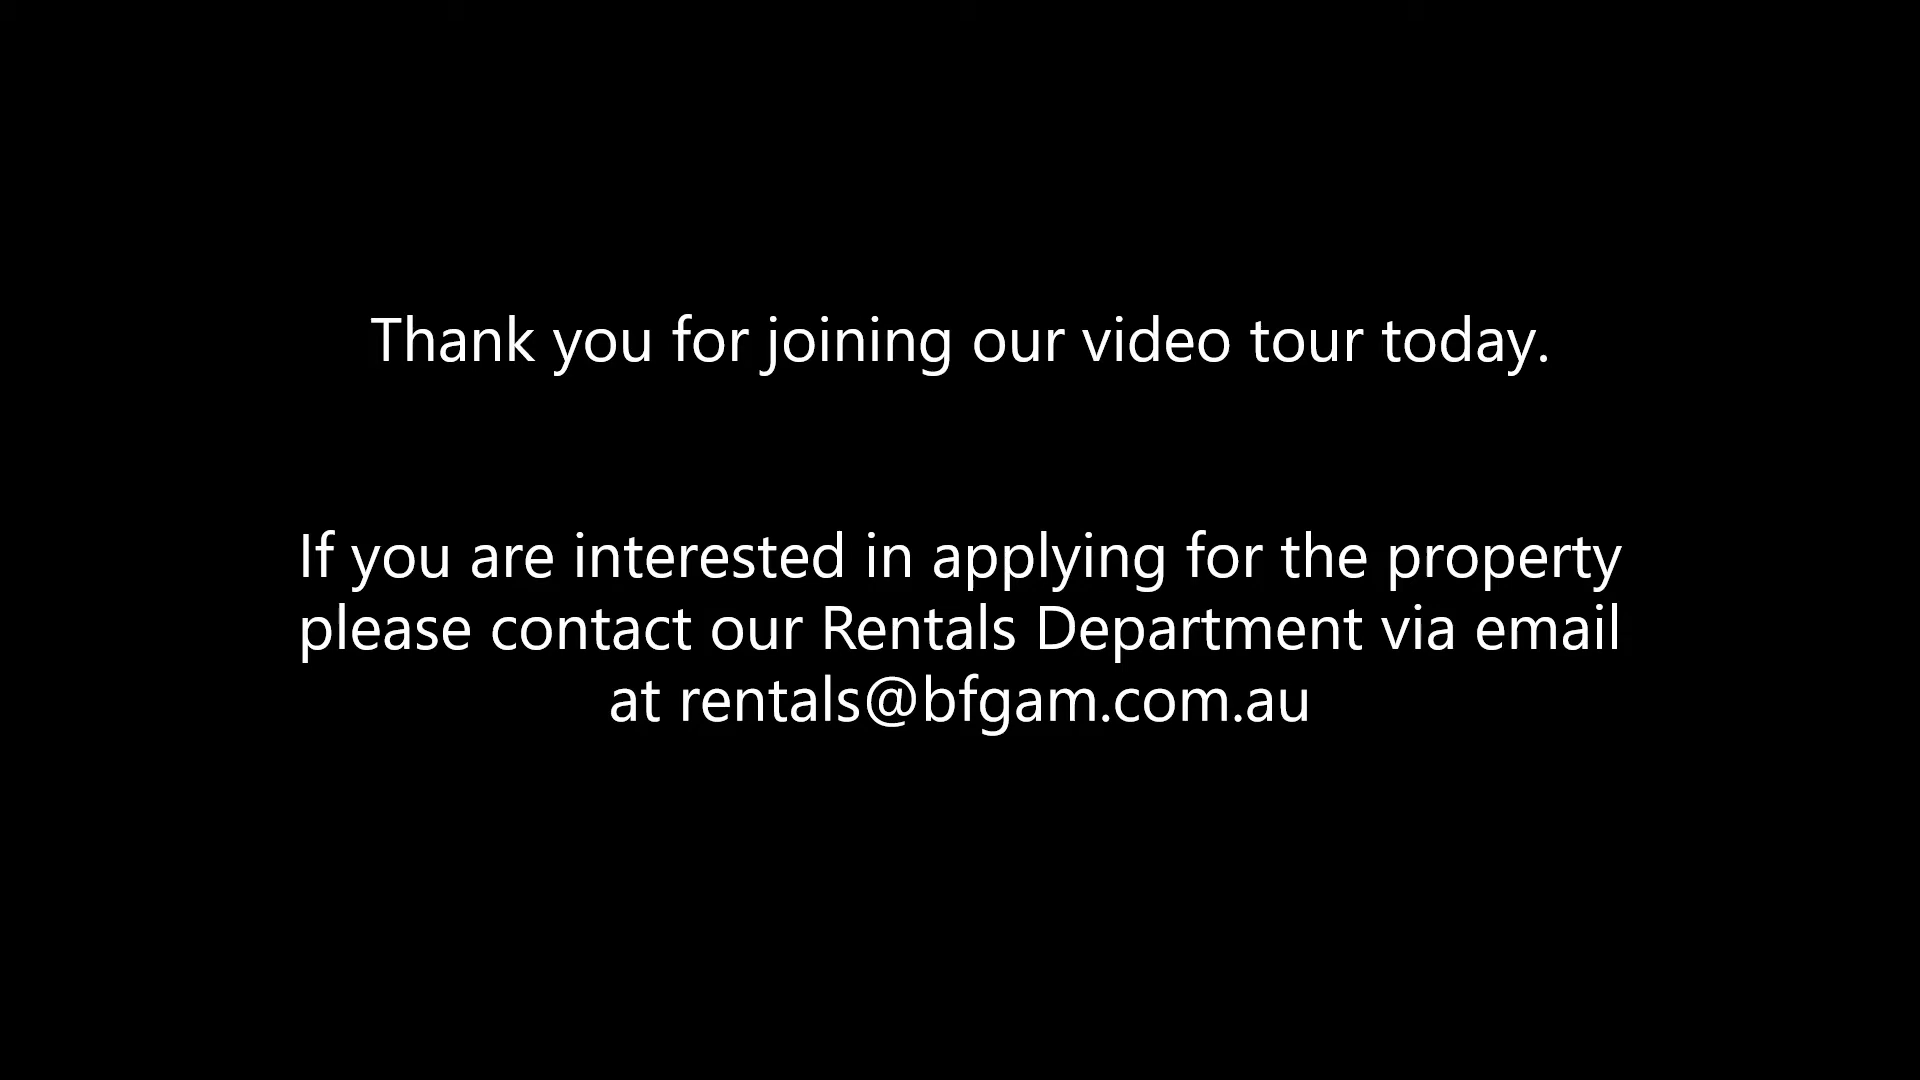 Thank you for joining our video tour today.
If you are interested in applying for the property
please contact our Rentals Department via email
at rentals@bfgam.com.au